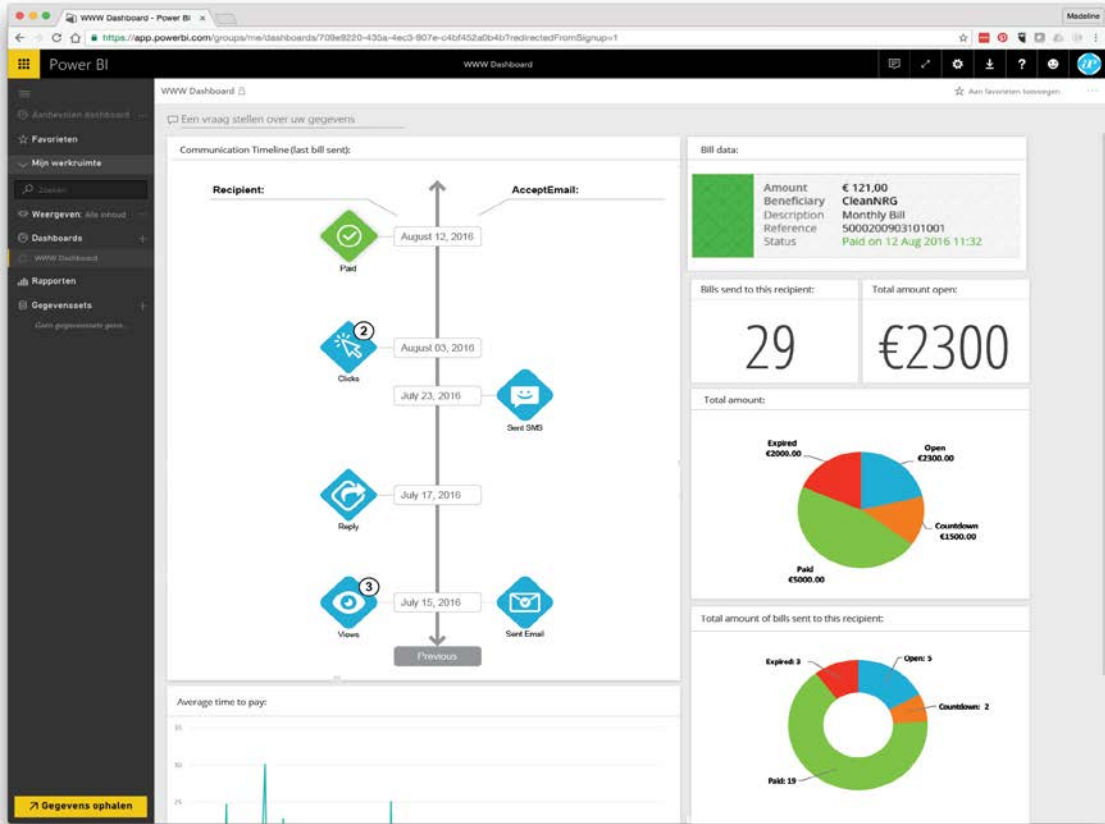 WWW Dashboard - Power BI
Madeline
https://app.powerbi.com/groups/me/dashboards/709e9220-435a-4ec3-907e-c4bf452a0b4b?redirectedFromSignup=1
Power BI
WWW Dashboard
WWW Dashboard
Aan favorieten toevoegen
Aanbevolen dashboard
Favorieten
Mijn werkruimte
Zoeken
Weergeven: Alle inhoud
Dashboards
WWW Dashboard
Rapporten
Gegevenssets
Gegevens ophalen
Een vraag stellen over uw gegevens
Communication Timeline (last bill sent):
Recipient:
AcceptEmail:
August 12, 2016
Paid
2
August 03, 2016
Clicks
July 23, 2016
Sent SMS
July 17, 2016
Reply
3
July 15, 2016
Views
Sent Email
Previous
Average time to pay:
35
30
25
Bill data:
Amount € 121,00
Beneficiary CleanNRG
Description Monthly Bill
Reference 5000200903101001
Status Paid on 12 Aug 2016 11:32
Bills send to this recipient:
29
Total amount open:
€2300
Total amount:
Expired
€2000.00
Open
€2300.00
Countdown
€1500.00
Paid
€5000.00
Total amount of bills sent to this recipient:
Expired: 3
Open: 5
Countdown: 2
Paid: 19